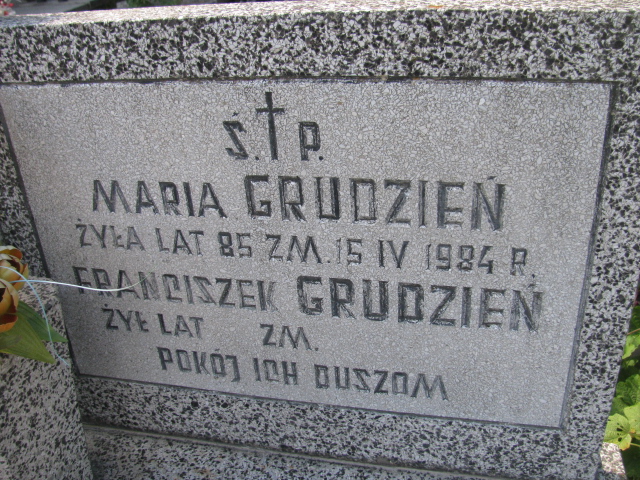 Ś. † P.
MARIA GRUDZIEŃ
ŻYŁA LAT 85 ZM. 15 IV 1984 R.
FRANCISZEK GRUDZIEŃ
ŻYŁ LAT ZM.
POKÓJ ICH DUSZOM